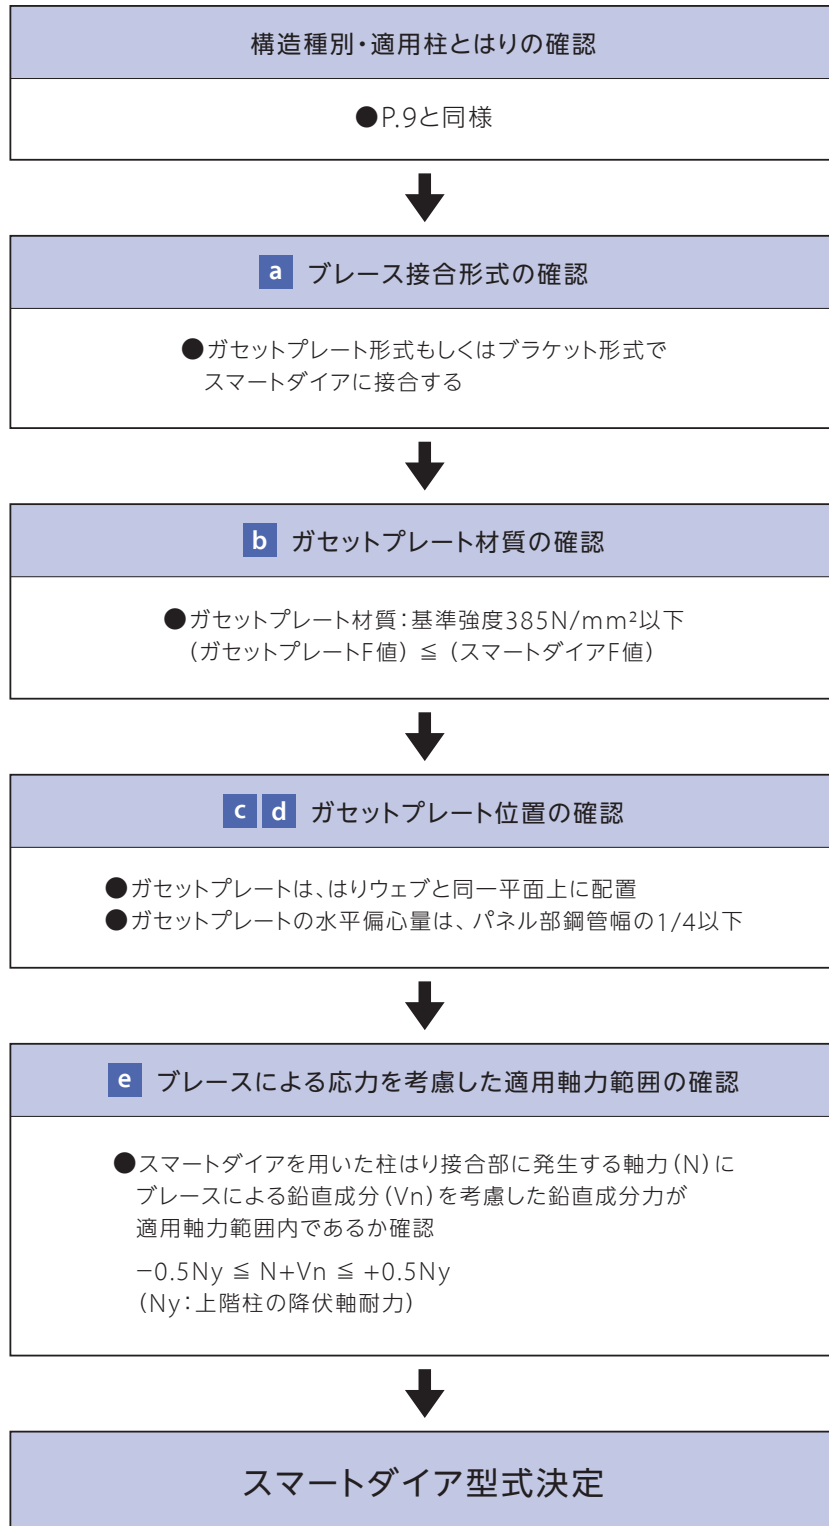 構造種別・適用柱とはりの確認
●P.9と同様
a ブレース接合形式の確認
●ガセットプレート形式もしくはブラケット形式で
スマートダイアに接合する
b ガセットプレート材質の確認
●ガセットプレート材質：基準強度385N/mm²以下
（ガセットプレートF値）≦（スマートダイアF値）
c d ガセットプレート位置の確認
●ガセットプレートは、はりウェブと同一平面上に配置
●ガセットプレートの水平偏心量は、パネル部鋼管幅の1/4以下
e ブレースによる応力を考慮した適用軸力範囲の確認
●スマートダイアを用いた柱はり接合部に発生する軸力（N）に
ブレースによる鉛直成分（Vn）を考慮した鉛直成分力が
適用軸力範囲内であるか確認
−0.5Ny ≦ N+Vn ≦ +0.5Ny
（Ny：上階柱の降伏軸耐力）
スマートダイア型式決定